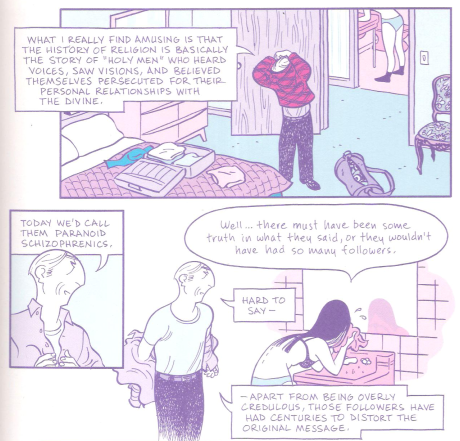 WHAT I REALLY FIND AMUSING IS THAT
THE HISTORY OF RELIGION IS BASICALLY
THE STORY OF "HOLY MEN" WHO HEARD
VOICES, SAW VISIONS, AND BELIEVED
THEMSELVES PERSECUTED FOR THEIR
PERSONAL RELATIONSHIPS WITH
THE DIVINE.
TODAY WE'D CALL
THEM PARANOID
SCHIZOPHRENICS.
Well... there must have been some
truth in what they said, or they wouldn't
have had so many followers.
HARD TO
SAY –
– APART FROM BEING OVERLY
CREDULOUS, THOSE FOLLOWERS HAVE
HAD CENTURIES TO DISTORT THE
ORIGINAL MESSAGE.